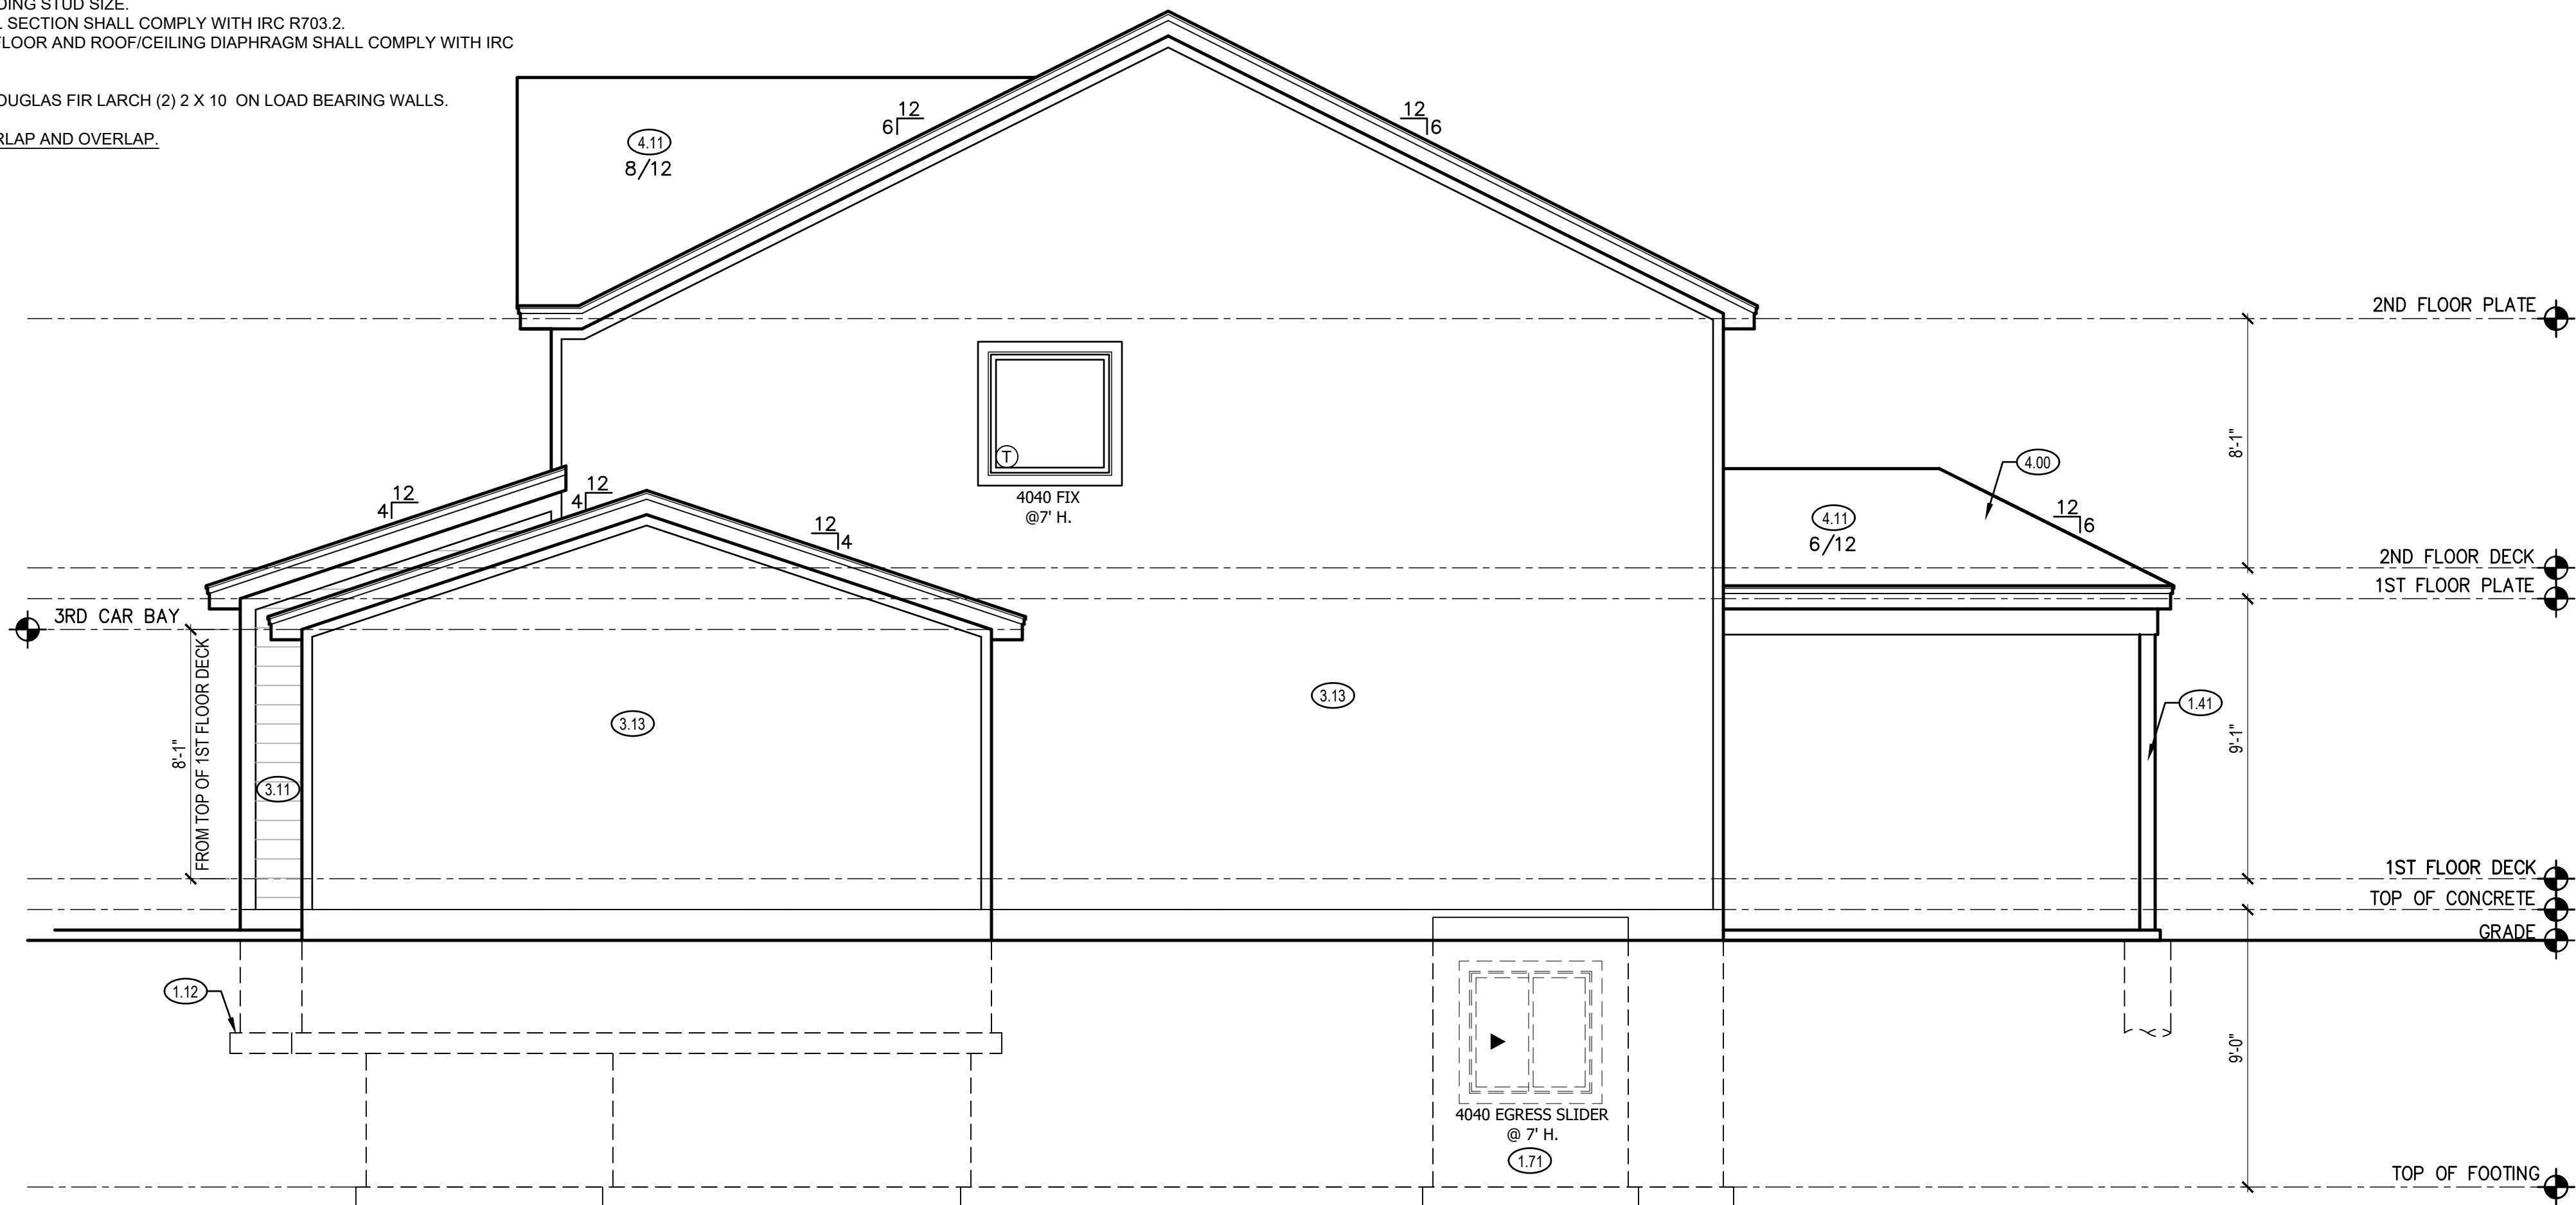 DING STUD SIZE.
SECTION SHALL COMPLY WITH IRC R703.2.
FLOOR AND ROOF/CEILING DIAPHRAGM SHALL COMPLY WITH IRC
DOUGLAS FIR LARCH (2) 2 X 10 ON LOAD BEARING WALLS.
RLAP AND OVERLAP.
12
6
12
6
4.11
8/12
2ND FLOOR PLATE
8'-1"
T
4040 FIX
@7' H.
12
4
12
4
12
4
4.00
4.11
6/12
12
6
2ND FLOOR DECK
1ST FLOOR PLATE
3RD CAR BAY
8'-1"
FROM TOP OF 1ST FLOOR DECK
3.13
3.13
1.41
9'-1"
3.11
1ST FLOOR DECK
TOP OF CONCRETE
GRADE
1.12
9'-0"
4040 EGRESS SLIDER
@ 7' H.
1.71
TOP OF FOOTING